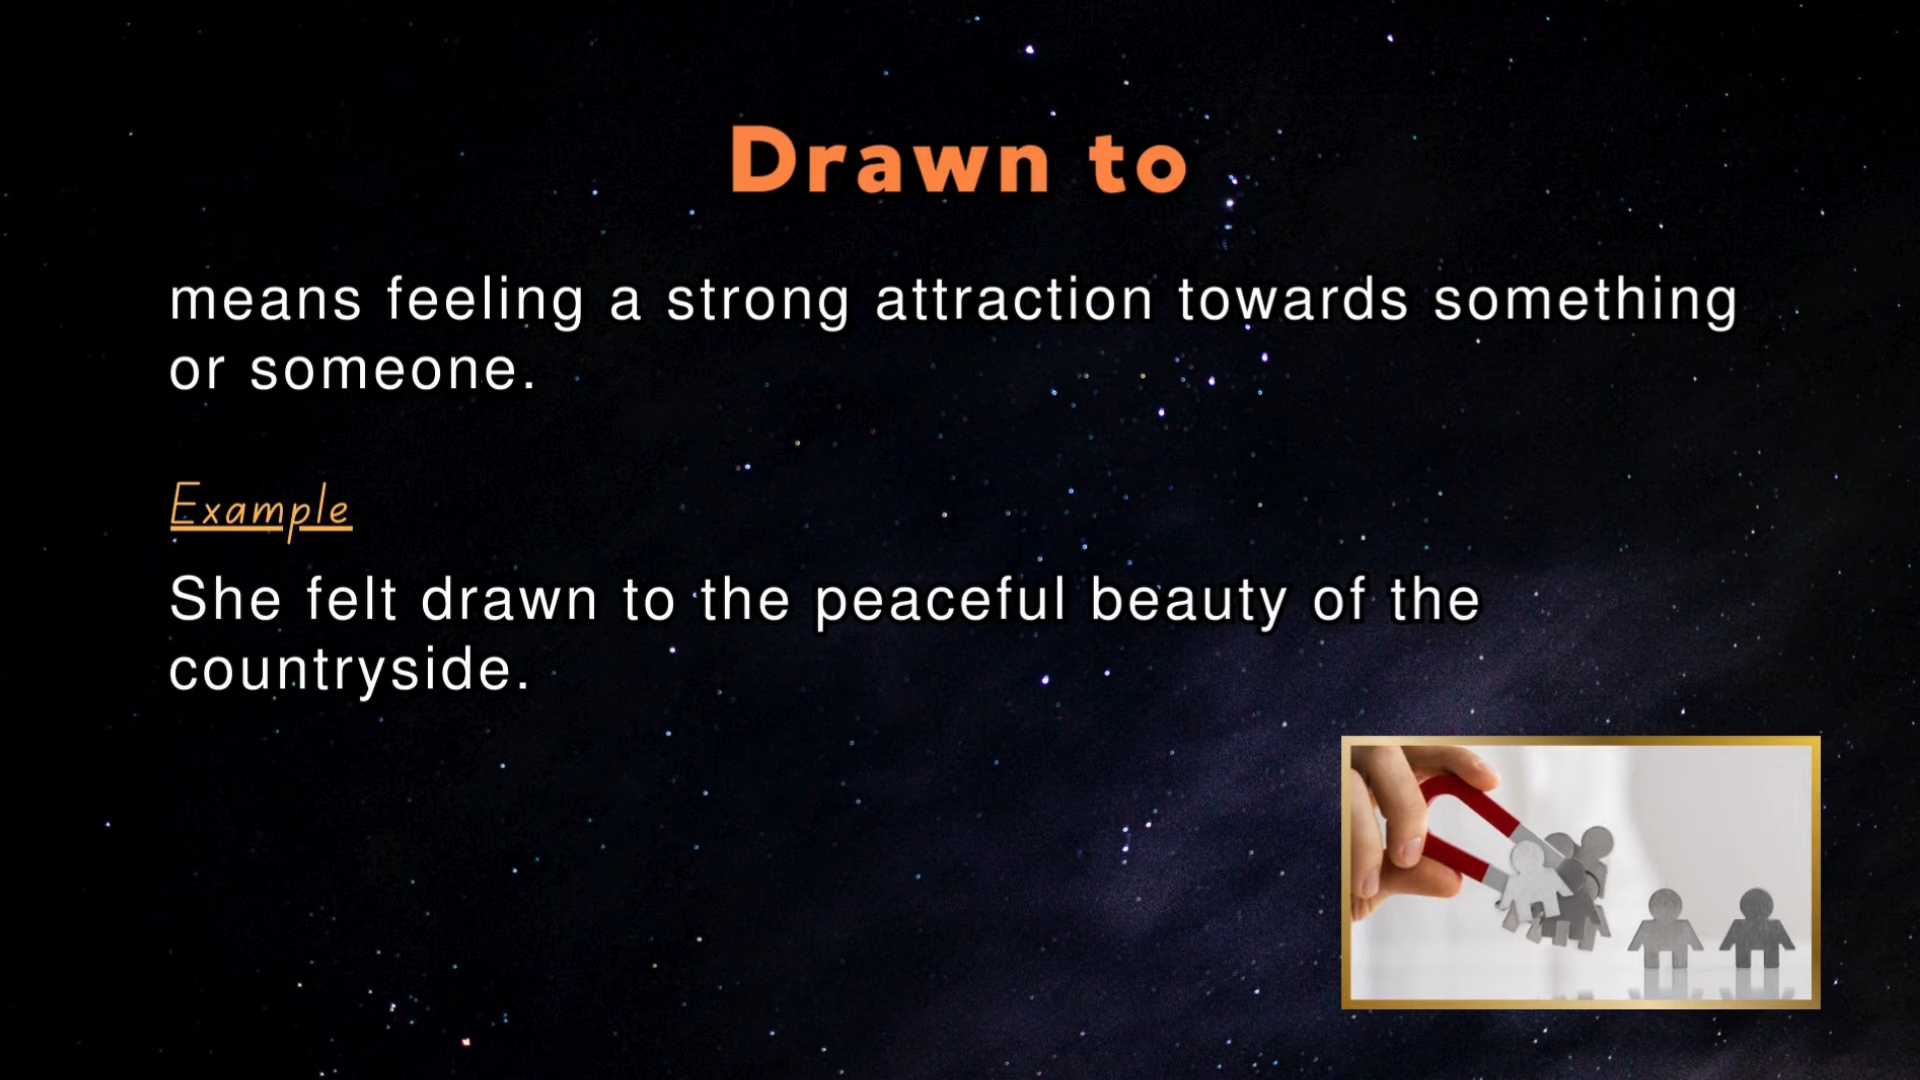 Drawn to
means feeling a strong attraction towards something
or someone.
Example
She felt drawn to the peaceful beauty of the
countryside.